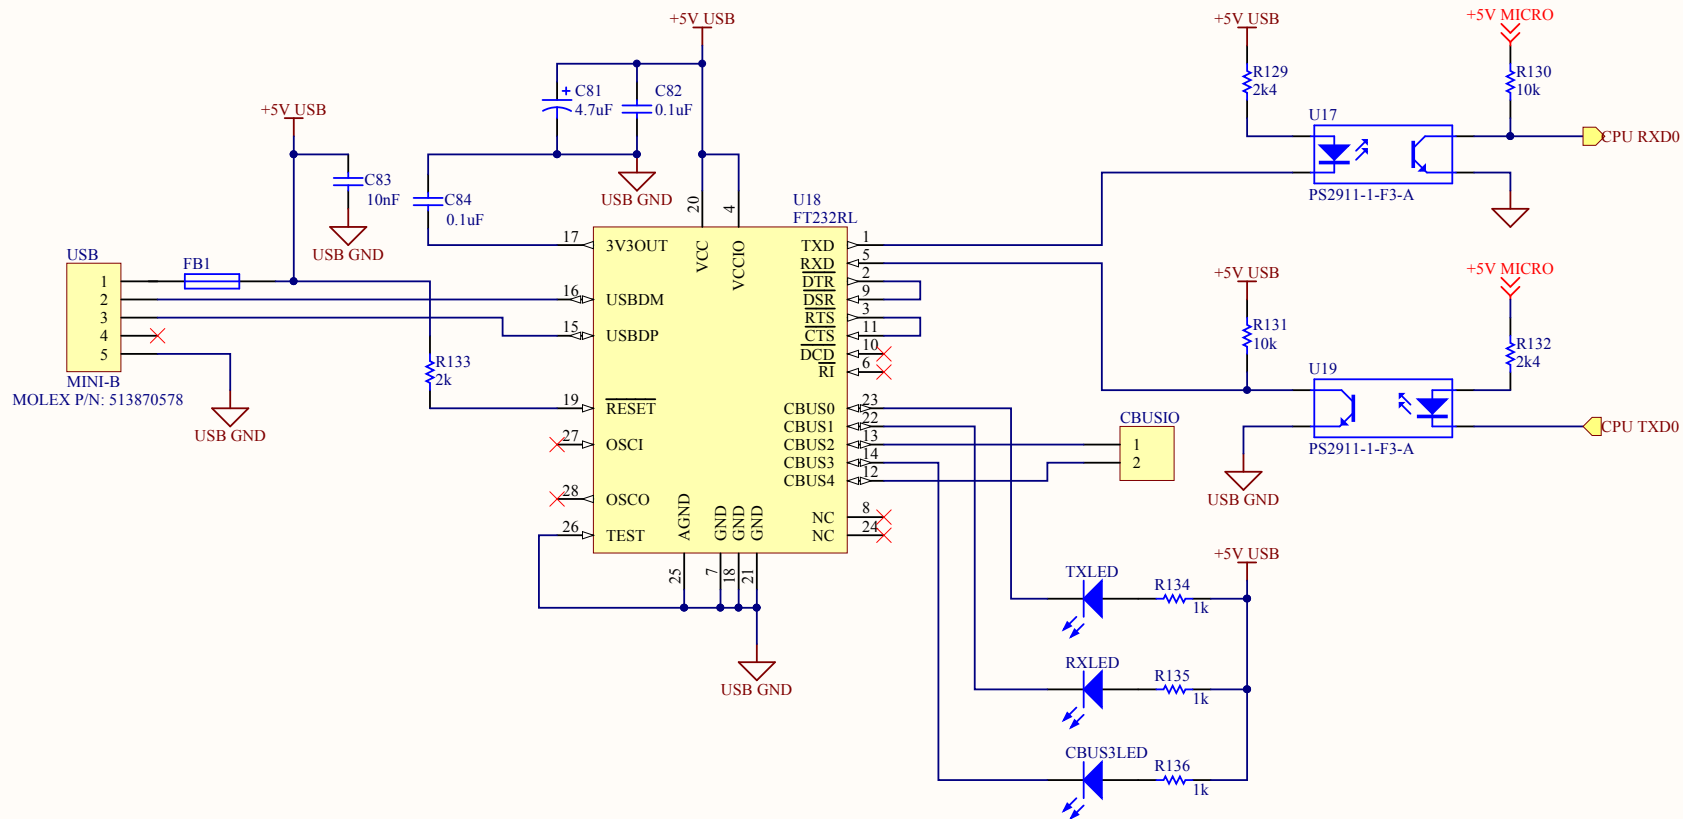 +5V USB
+5V USB
+5V MICRO
C81
4.7uF
C82
0.1uF
R129
2k4
R130
10k
+5V USB
U17
CPU RXD0
PS2911-1-F3-A
C83
10nF
USB GND
C84
0.1uF
USB GND
U18
FT232RL
20
4
VCC
VCCIO
USB
1
2
3
4
5
MINI-B
MOLEX P/N: 513870578
FB1
USB GND
R133
2k
17
3V3OUT
16
USBDM
15
USBDP
19
RESET
27
OSCI
28
OSCO
26
TEST
AGND
GND
GND
GND
25
7
18
21
USB GND
TXD
1
RXD
5
DTR
2
DSR
9
RTS
3
CTS
11
DCD
10
RI
6
CBUS0
23
CBUS1
22
CBUS2
13
CBUS3
14
CBUS4
12
NC
8
NC
24
+5V USB
+5V MICRO
R131
10k
R132
2k4
U19
CPU TXD0
PS2911-1-F3-A
USB GND
CBUSIO
1
2
+5V USB
TXLED
R134
1k
RXLED
R135
1k
CBUS3LED
R136
1k